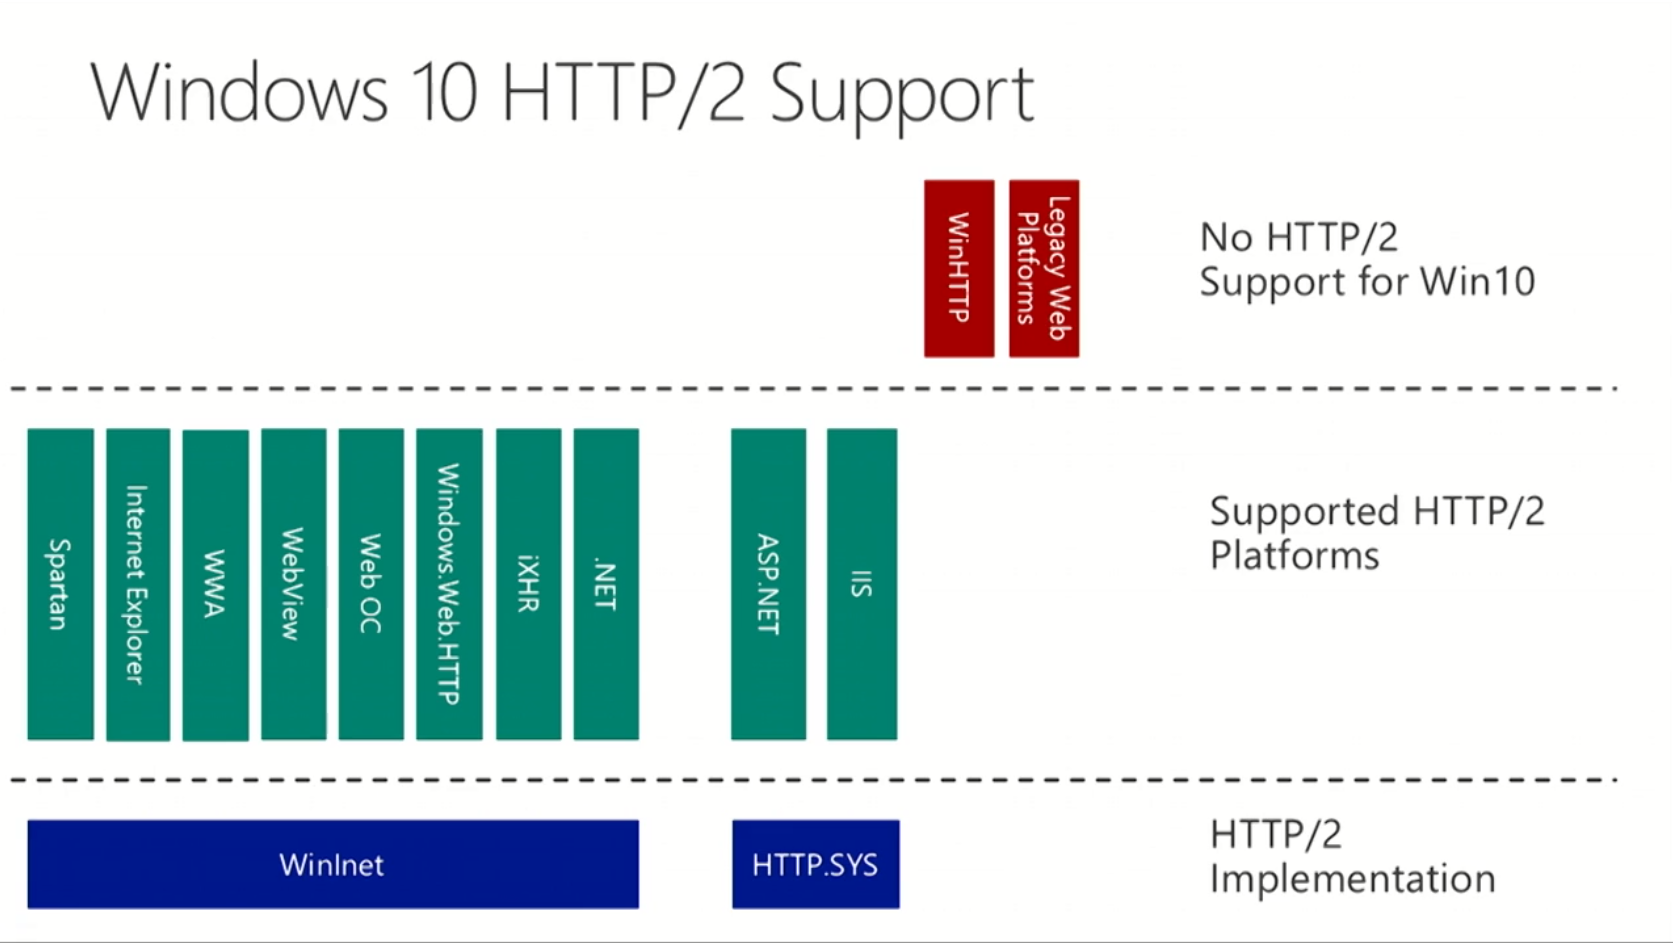 Windows 10 HTTP/2 Support
WinHTTP
Legacy Web
Platforms
No HTTP/2
Support for Win10
Spartan
Internet Explorer
WWA
WebView
Web OC
Windows.Web.HTTP
iXHR
.NET
ASP.NET
IIS
Supported HTTP/2
Platforms
WinInet
HTTP.SYS
HTTP/2
Implementation